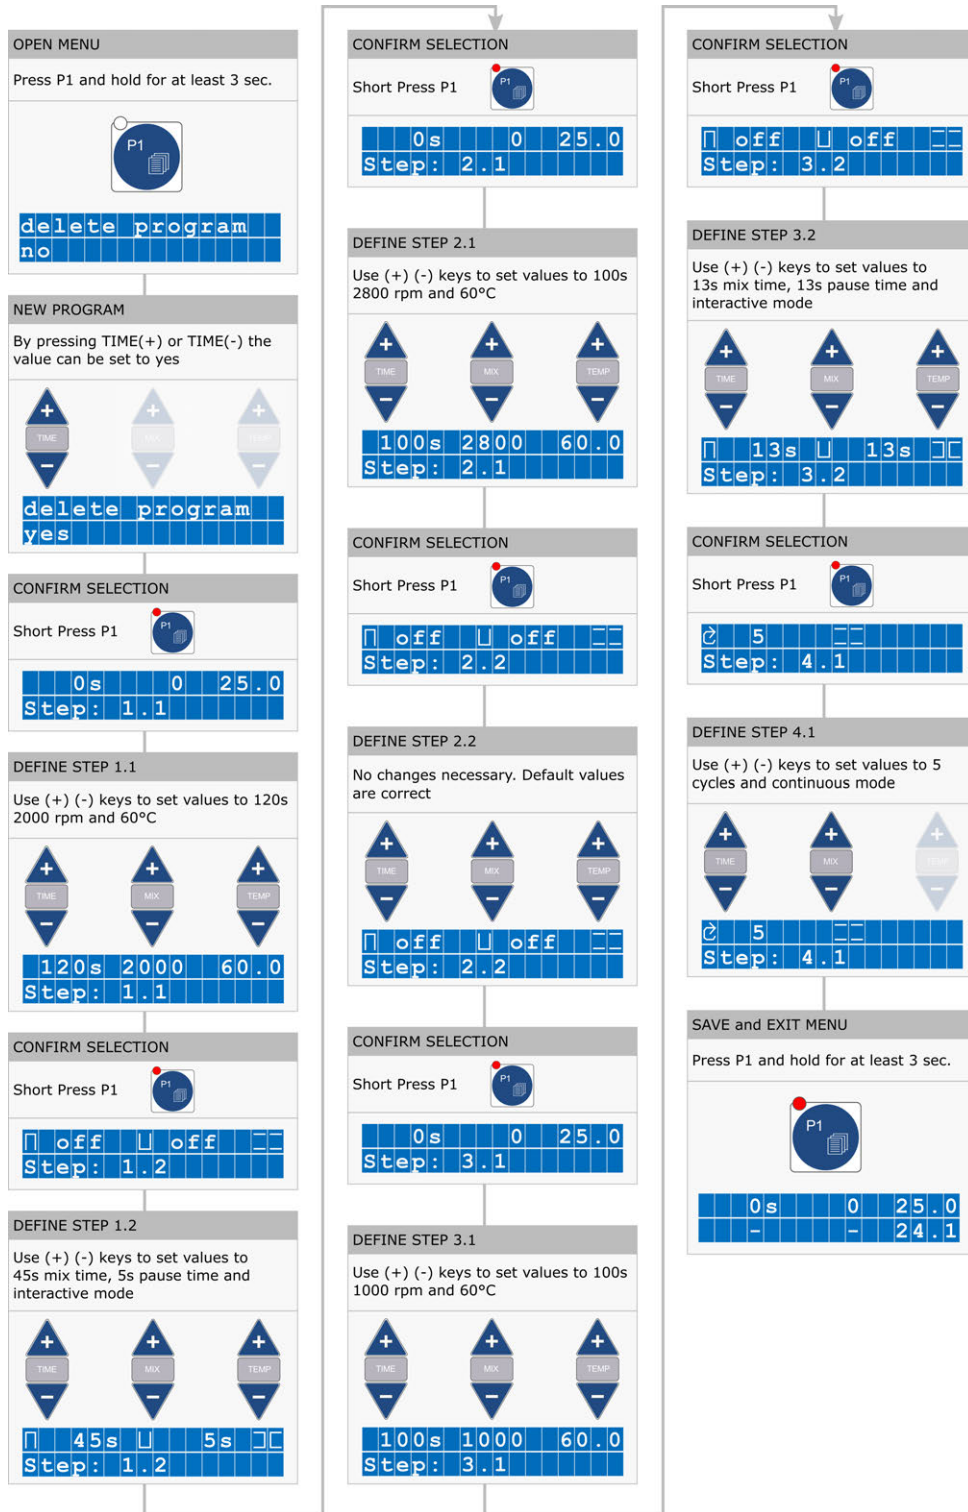 OPEN MENU
Press P1 and hold for at least 3 sec.
P1
delete program
no
NEW PROGRAM
By pressing TIME(+) or TIME(-) the
value can be set to yes
+ + +
TIME MIX TEMP
- - -
delete program
yes
CONFIRM SELECTION
Short Press P1
P1
0s 0 25.0
Step: 1.1
DEFINE STEP 1.1
Use (+) (-) keys to set values to 120s
2000 rpm and 60°C
+ + +
TIME MIX TEMP
- - -
120s 2000 60.0
Step: 1.1
CONFIRM SELECTION
Short Press P1
P1
off off
Step: 1.2
DEFINE STEP 1.2
Use (+) (-) keys to set values to
45s mix time, 5s pause time and
interactive mode
+ + +
TIME MIX TEMP
- - -
45s 5s
Step: 1.2
CONFIRM SELECTION
Short Press P1
P1
0s 0 25.0
Step: 2.1
DEFINE STEP 2.1
Use (+) (-) keys to set values to 100s
2800 rpm and 60°C
+ + +
TIME MIX TEMP
- - -
100s 2800 60.0
Step: 2.1
CONFIRM SELECTION
Short Press P1
P1
off off
Step: 2.2
DEFINE STEP 2.2
No changes necessary. Default values
are correct
+ + +
TIME MIX TEMP
- - -
off off
Step: 2.2
CONFIRM SELECTION
Short Press P1
P1
0s 0 25.0
Step: 3.1
DEFINE STEP 3.1
Use (+) (-) keys to set values to 100s
1000 rpm and 60°C
+ + +
TIME MIX TEMP
- - -
100s 1000 60.0
Step: 3.1
CONFIRM SELECTION
Short Press P1
P1
off off
Step: 3.2
DEFINE STEP 3.2
Use (+) (-) keys to set values to
13s mix time, 13s pause time and
interactive mode
+ + +
TIME MIX TEMP
- - -
13s 13s
Step: 3.2
CONFIRM SELECTION
Short Press P1
P1
5
Step: 4.1
DEFINE STEP 4.1
Use (+) (-) keys to set values to 5
cycles and continuous mode
+ + +
TIME MIX TEMP
- - -
5
Step: 4.1
SAVE and EXIT MENU
Press P1 and hold for at least 3 sec.
P1
0s 0 25.0
- - 24.1